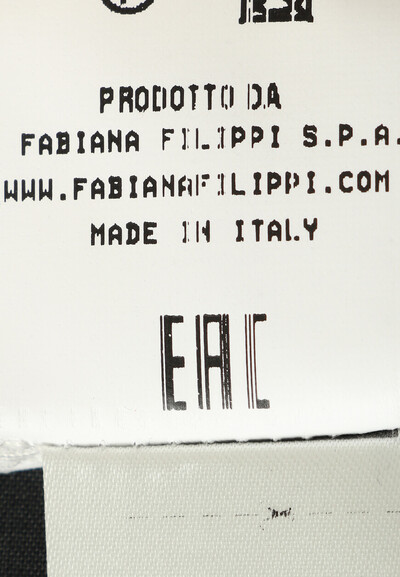 PRODOTTO DA
FABIANA FILIPPI S.P.A.
WWW.FABIANAFILIPPI.COM
MADE IN ITALY
EAC